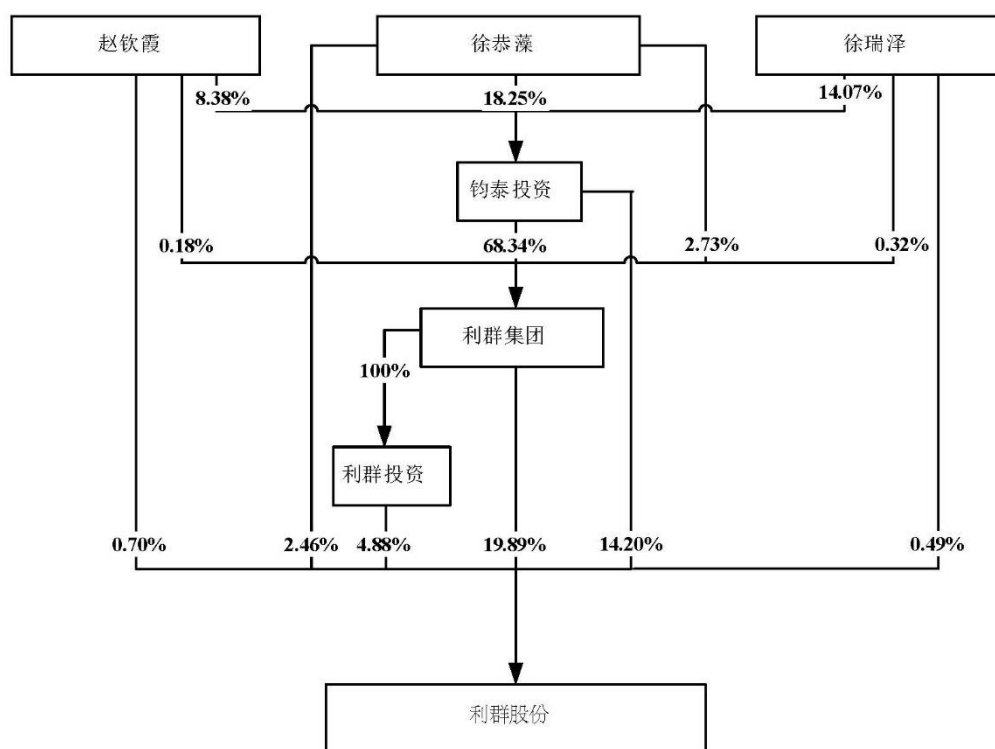 赵钦霞
徐恭藻
徐瑞泽
8.38%
18.25%
14.07%
钧泰投资
0.18%
68.34%
2.73%
0.32%
利群集团
100%
利群投资
0.70%
2.46%
4.88%
19.89%
14.20%
0.49%
利群股份